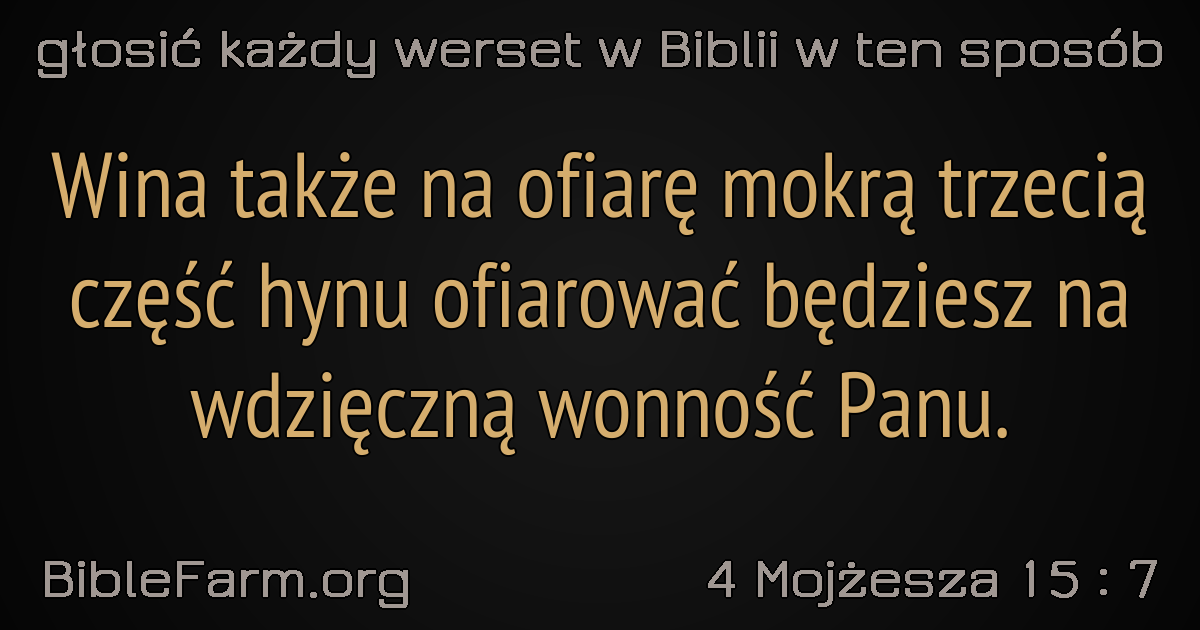 głosić każdy werset w Biblii w ten sposób
Wina także na ofiarę mokrą trzecią
część hynu ofiarować będziesz na
wdzięczną wonność Panu.
BibleFarm.org
4 Mojżesza 15 : 7